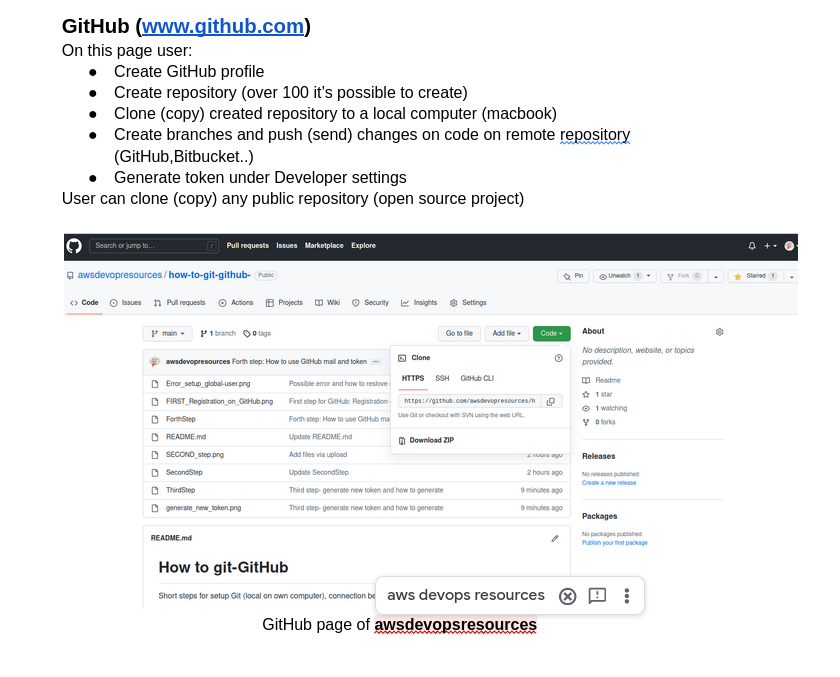 GitHub (www.github.com)
On this page user:
● Create GitHub profile
● Create repository (over 100 it’s possible to create)
● Clone (copy) created repository to a local computer (macbook)
● Create branches and push (send) changes on code on remote repository
(GitHub,Bitbucket..)
● Generate token under Developer settings
User can clone (copy) any public repository (open source project)
Search or jump to... / Pull requests Issues Marketplace Explore
awsdevopresources / how-to-git-github- Public Pin Unwatch 1 Fork 0 Starred 1
Code Issues Pull requests Actions Projects Wiki Security Insights Settings
main 1 branch 0 tags Go to file Add file Code
About
No description, website, or topics
provided.
Readme
1 star
1 watching
0 forks
Releases
No releases published
Create a new release
Packages
No packages published
Publish your first package
awsdevopresources Forth step: How to use GitHub mail and token
Clone
HTTPS SSH GitHub CLI
https://github.com/awsdevopresources/h
Use Git or checkout with SVN using the web URL.
Download ZIP
Error_setup_global-user.png Possible error and how to reslove
FIRST_Registration_on_GitHub.png First step for GitHub: Registration
ForthStep Forth step: How to use GitHub ma
README.md Update README.md
SECOND_step.png Add files via upload 2 hours ago
SecondStep Update SecondStep 2 hours ago
ThirdStep Third step- generate new token and how to generate 9 minutes ago
generate_new_token.png Third step- generate new token and how to generate 9 minutes ago
README.md
How to git-GitHub
Short steps for setup Git (local on own computer), connection be
aws devops resources
GitHub page of awsdevopsresources